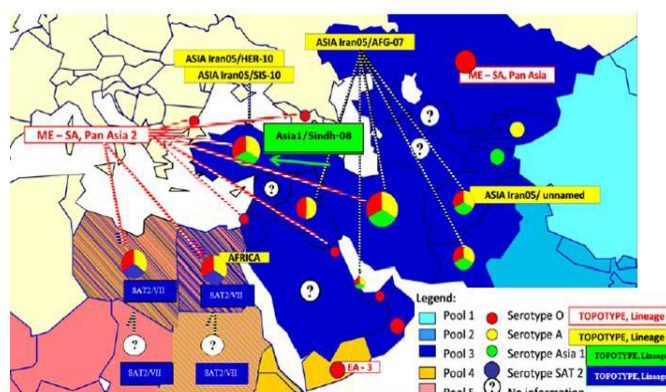 ASIA Iran05/AFG-07
ASIA Iran05/HER-10
ASIA Iran05/SIS-10
ME – SA, Pan Asia
ME – SA, Pan Asia 2
Asia1/Sindh-08
?
?
?
ASIA Iran05/ unnamed
AFRICA
?
SAT2/VII
SAT2/VII
?
?
SAT2/VII
SAT2/VII
EA - 3
Legend:
Pool 1
Pool 2
Pool 3
Pool 4
Pool 5
Serotype O
Serotype A
Serotype Asia 1
Serotype SAT 2
?
No information
TOPOTYPE, Lineage
TOPOTYPE, Lineage
TOPOTYPE, Lineage
TOPOTYPE, Lineage